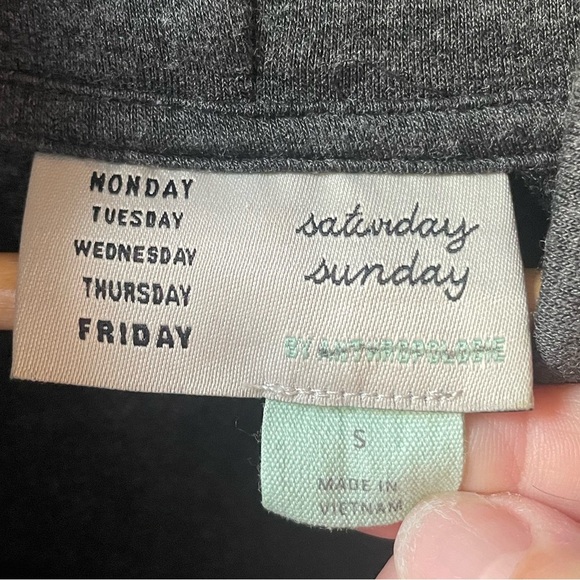 MONDAY
TUESDAY
WEDNESDAY
THURSDAY
FRIDAY
saturday
sunday
BY ANTHROPOLOGIE
S
MADE IN
VIETNAM